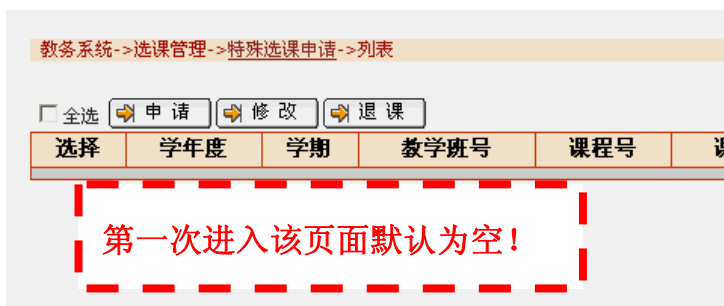 教务系统->选课管理->特殊选课申请->列表
全选 申请 修改 退课
选择 学年度 学期 教学班号 课程号
第一次进入该页面默认为空！